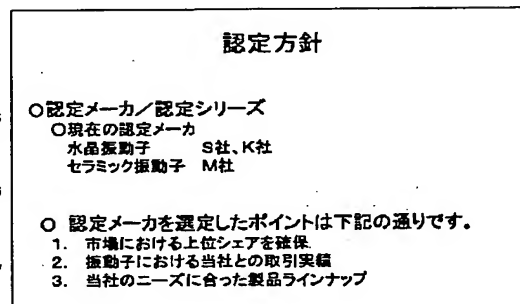 認定方針
○認定メーカ／認定シリーズ
○現在の認定メーカ
水晶振動子 S社、K社
セラミック振動子 M社
○ 認定メーカを選定したポイントは下記の通りです。
1. 市場における上位シェアを確保
2. 振動子における当社との取引実績
3. 当社のニーズに合った製品ラインナップ